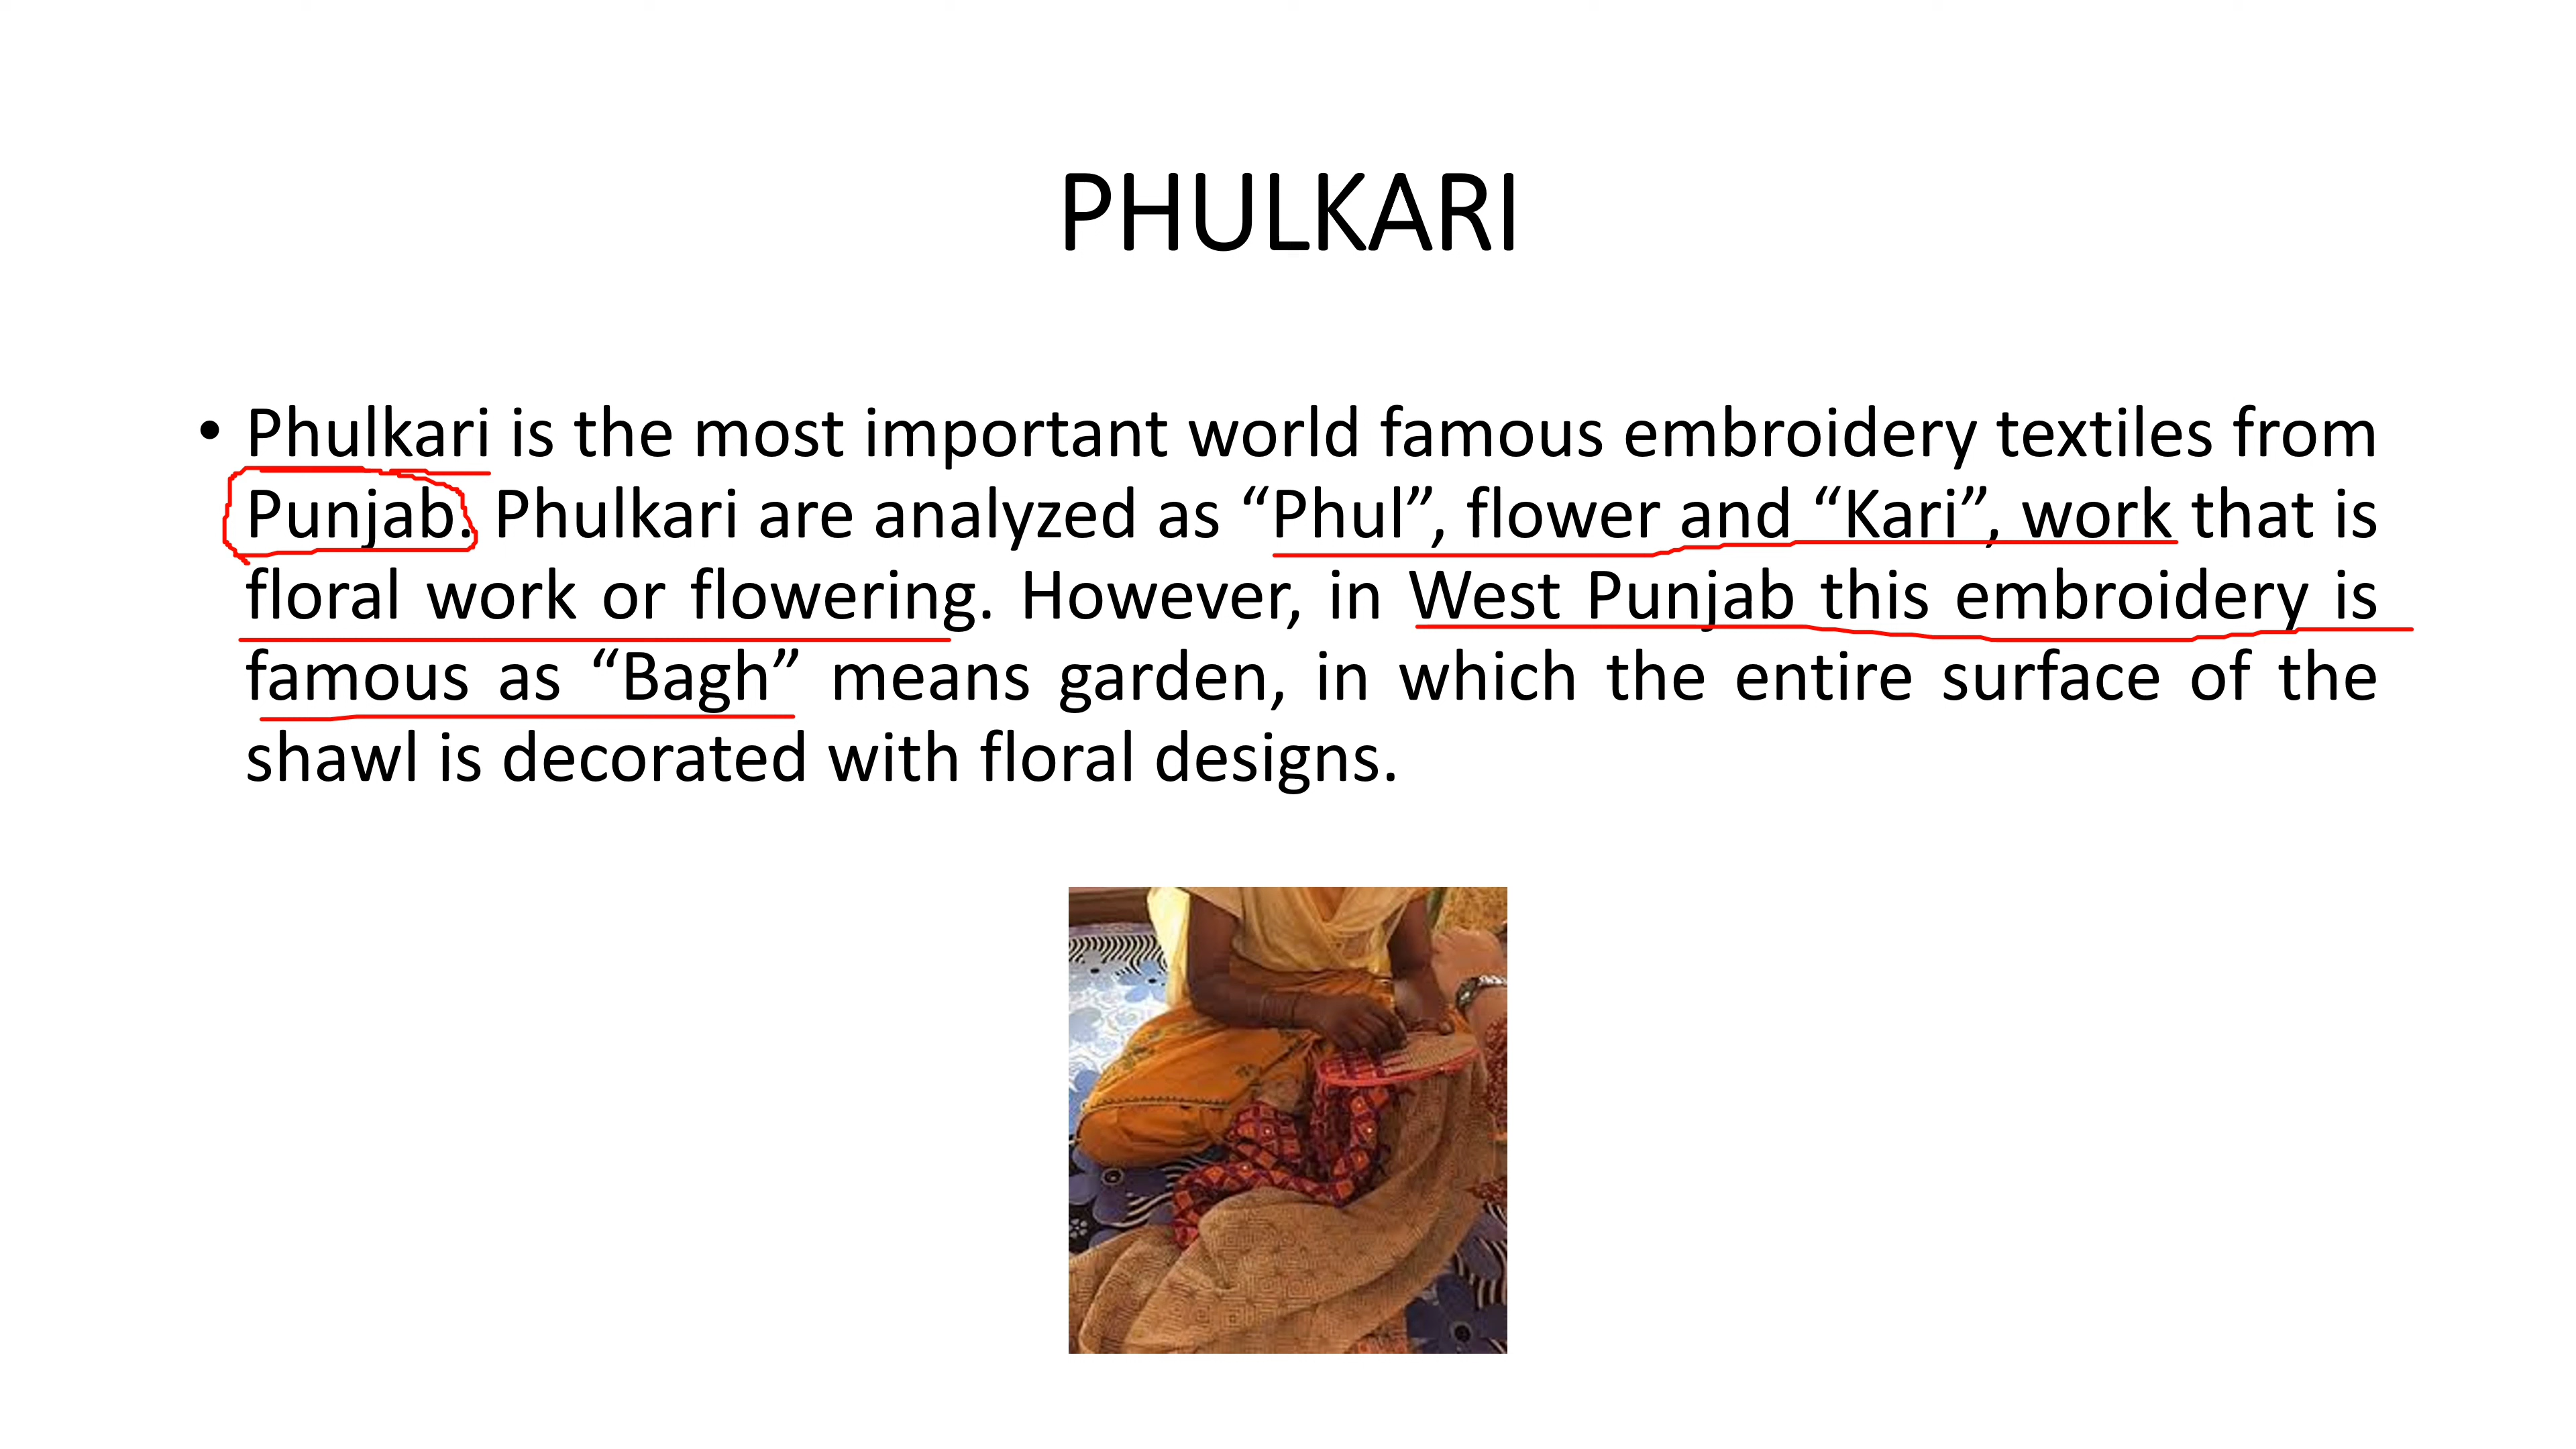 PHULKARI
• Phulkari is the most important world famous embroidery textiles from
Punjab. Phulkari are analyzed as “Phul”, flower and “Kari”, work that is
floral work or flowering. However, in West Punjab this embroidery is
famous as “Bagh” means garden, in which the entire surface of the
shawl is decorated with floral designs.